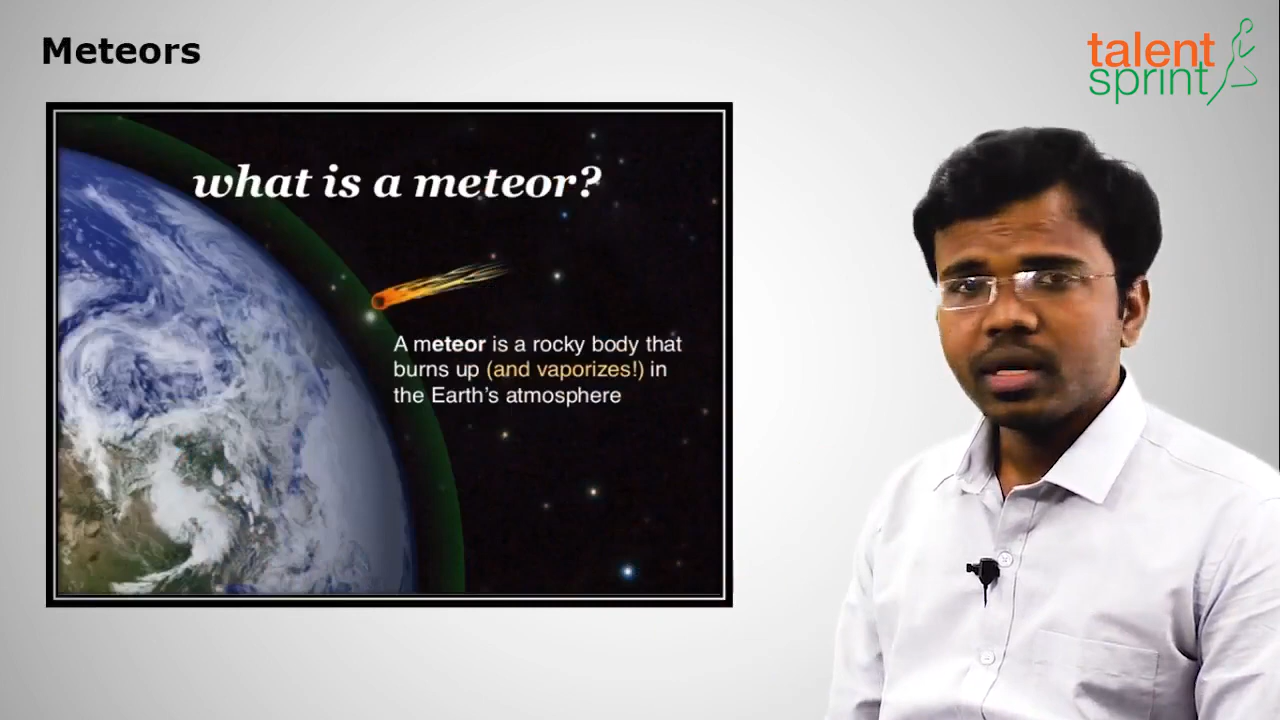 Meteors
talent
sprint
what is a meteor?
A meteor is a rocky body that
burns up (and vaporizes!) in
the Earth's atmosphere